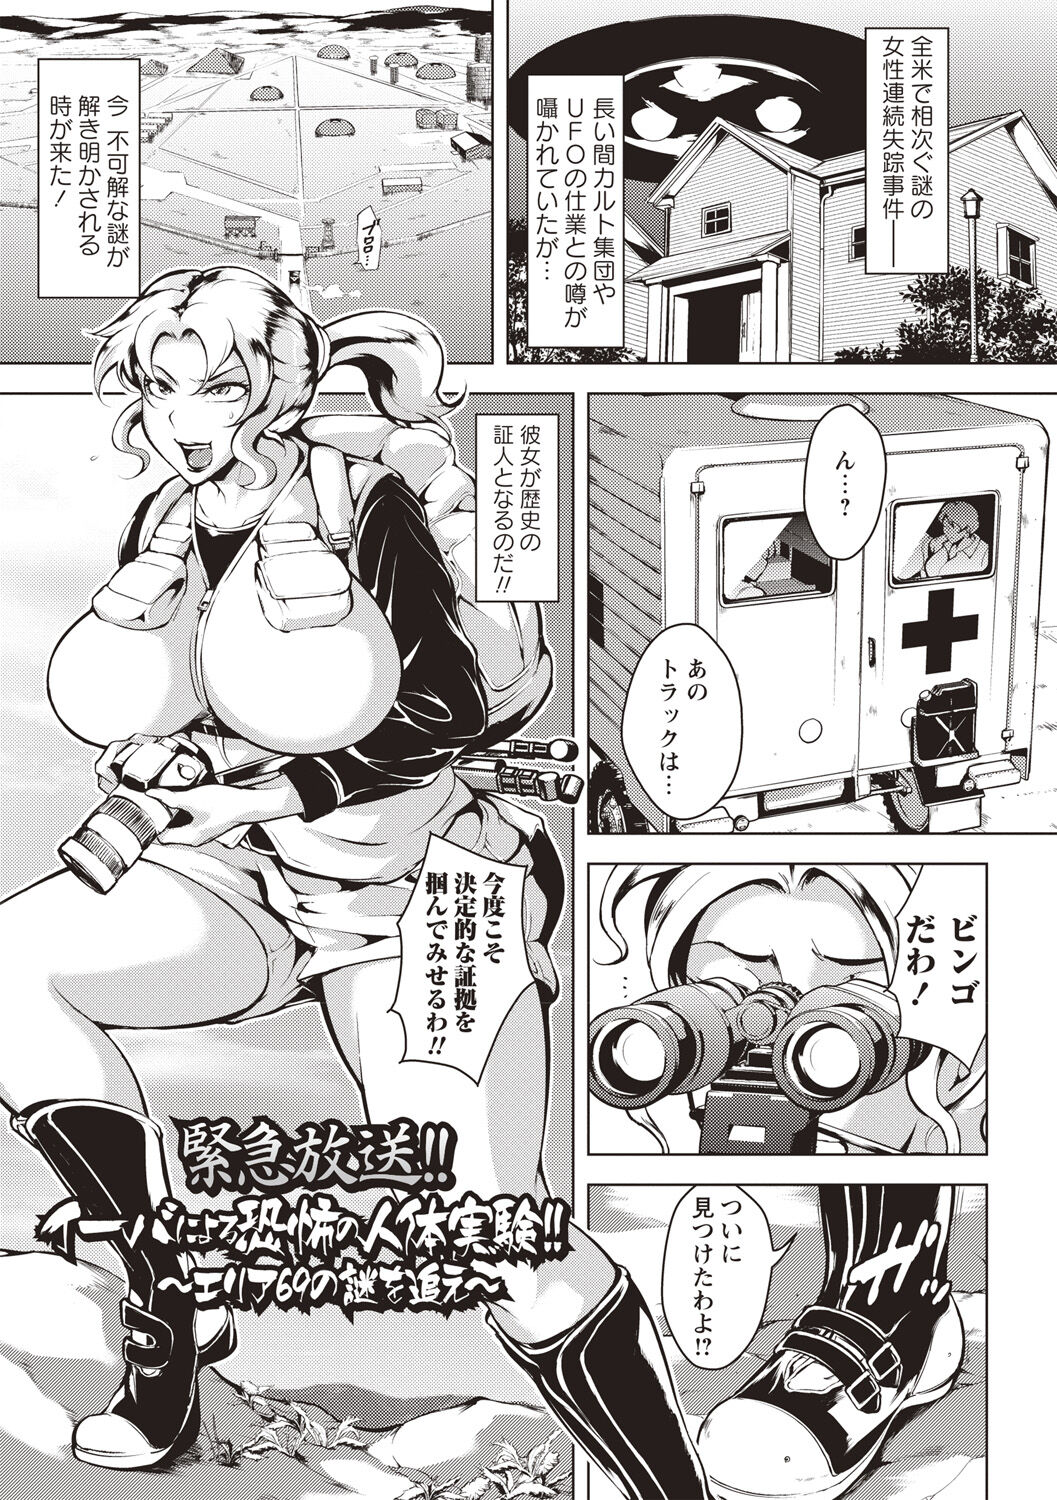 全米で相次ぐ謎の
女性連続失踪事件――
長い間カルト集団や
UFOの仕業との噂が
囁かれていたが…
ブロロ…
今 不可解な謎が
解き明かされる
時が来た！
ん…？
あの
トラックは…
ビンゴ
だわ！
ついに
見つけたわよ!?
ガッ
彼女が歴史の
証人となるのだ!!
今度こそ
決定的な証拠を
掴んでみせるわ!!
緊急放送!!
イーバによる恐怖の人体実験!!
～エリア69の謎を追え～